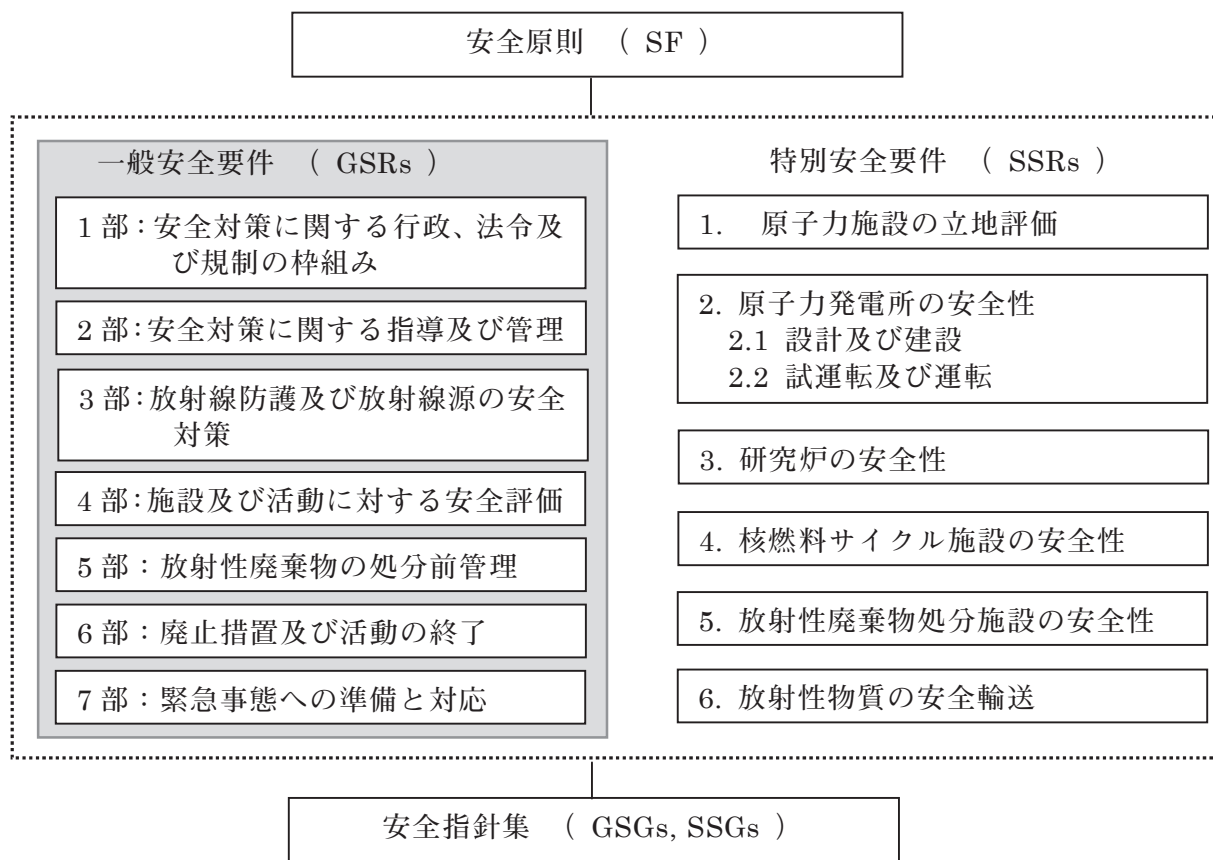 安全原則 ( SF )
一般安全要件 ( GSRs )
1部：安全対策に関する行政、法令及
び規制の枠組み
2部：安全対策に関する指導及び管理
3部：放射線防護及び放射線源の安全
対策
4部：施設及び活動に対する安全評価
5部：放射性廃棄物の処分前管理
6部：廃止措置及び活動の終了
7部：緊急事態への準備と対応
特別安全要件 ( SSRs )
1. 原子力施設の立地評価
2. 原子力発電所の安全性
2.1 設計及び建設
2.2 試運転及び運転
3. 研究炉の安全性
4. 核燃料サイクル施設の安全性
5. 放射性廃棄物処分施設の安全性
6. 放射性物質の安全輸送
安全指針集 ( GSGs, SSGs )